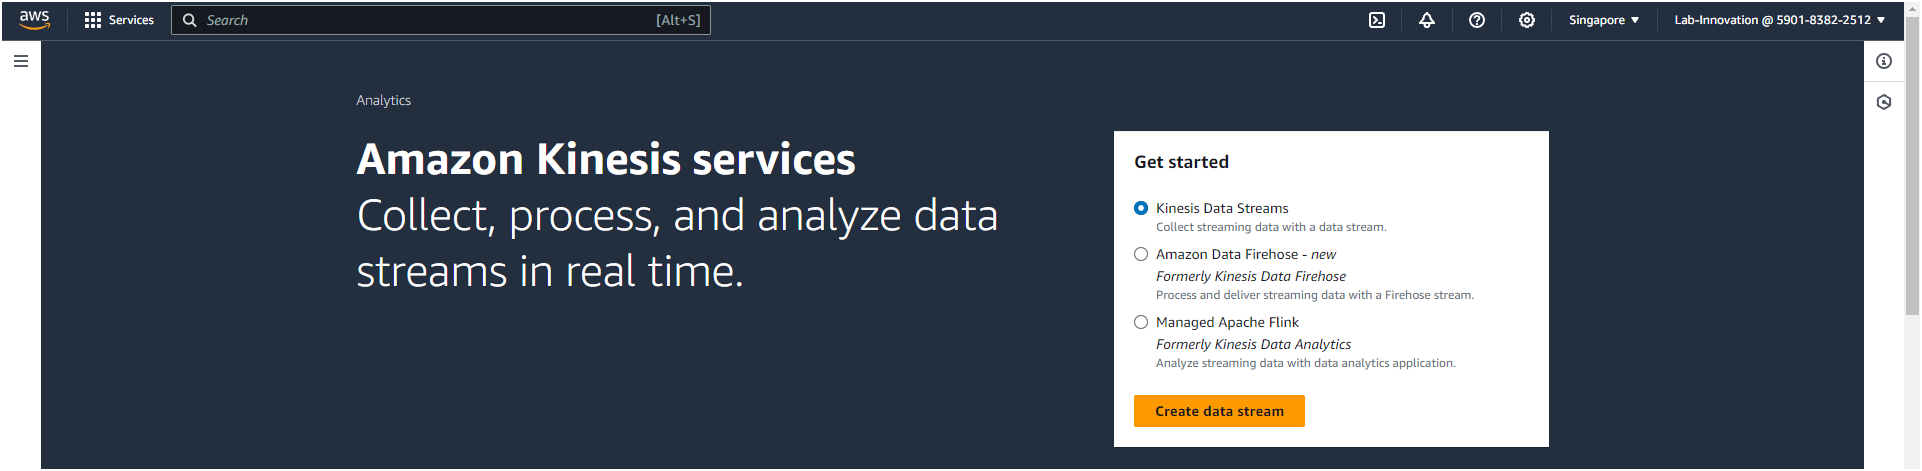 aws
Services
Search
[Alt+S]
Singapore
Lab-Innovation @ 5901-8382-2512
Analytics
Amazon Kinesis services
Collect, process, and analyze data
streams in real time.
Get started
Kinesis Data Streams
Collect streaming data with a data stream.
Amazon Data Firehose - new
Formerly Kinesis Data Firehose
Process and deliver streaming data with a Firehose stream.
Managed Apache Flink
Formerly Kinesis Data Analytics
Analyze streaming data with data analytics application.
Create data stream